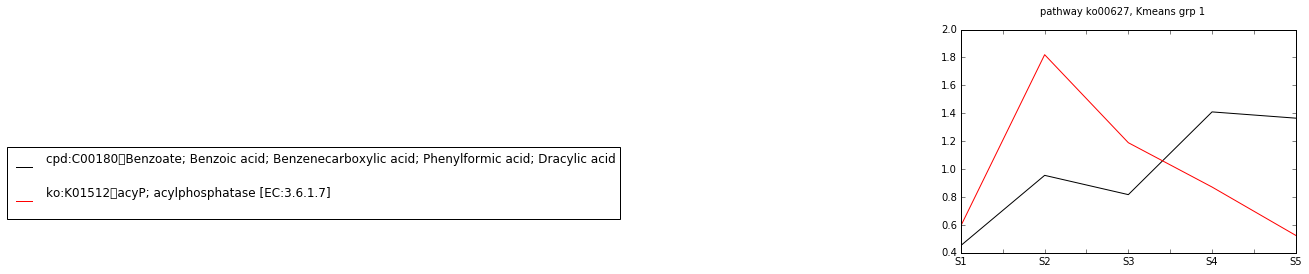 pathway ko00627, Kmeans grp 1
2.0
1.8
1.6
1.4
1.2
1.0
0.8
0.6
0.4
S1 S2 S3 S4 S5
cpd:C00180▯Benzoate; Benzoic acid; Benzenecarboxylic acid; Phenylformic acid; Dracylic acid
ko:K01512▯acyP; acylphosphatase [EC:3.6.1.7]